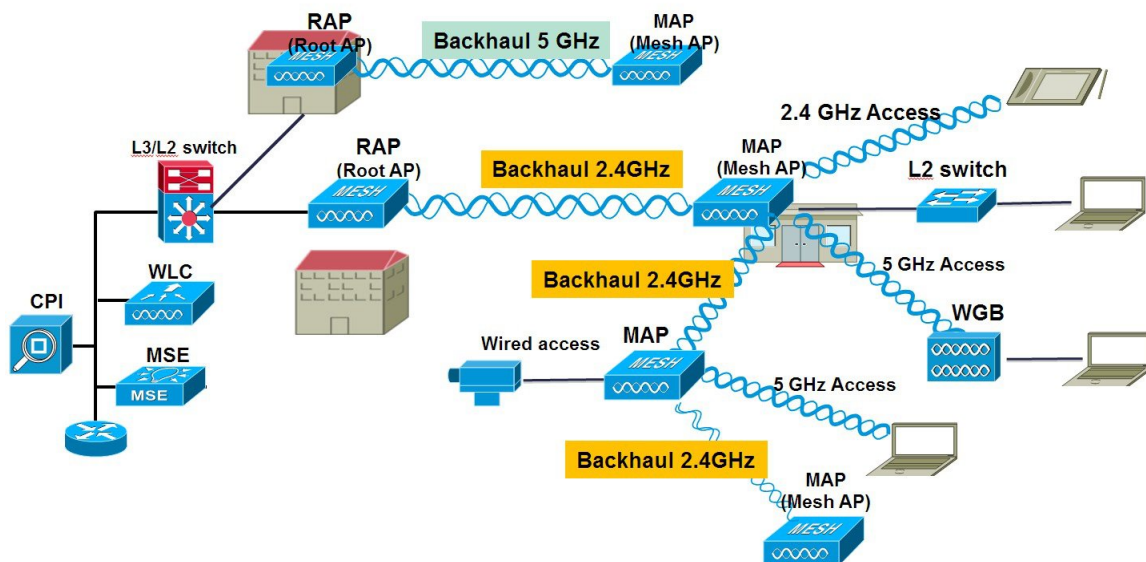 RAP
(Root AP)
MESH
Backhaul 5 GHz
MAP
(Mesh AP)
MESH
2.4 GHz Access
L3/L2 switch
RAP
(Root AP)
MESH
Backhaul 2.4GHz
MAP
(Mesh AP)
MESH
L2 switch
5 GHz Access
WLC
Backhaul 2.4GHz
CPI
WGB
MAP
MESH
Wired access
MSE
MSE
5 GHz Access
Backhaul 2.4GHz
MAP
(Mesh AP)
MESH